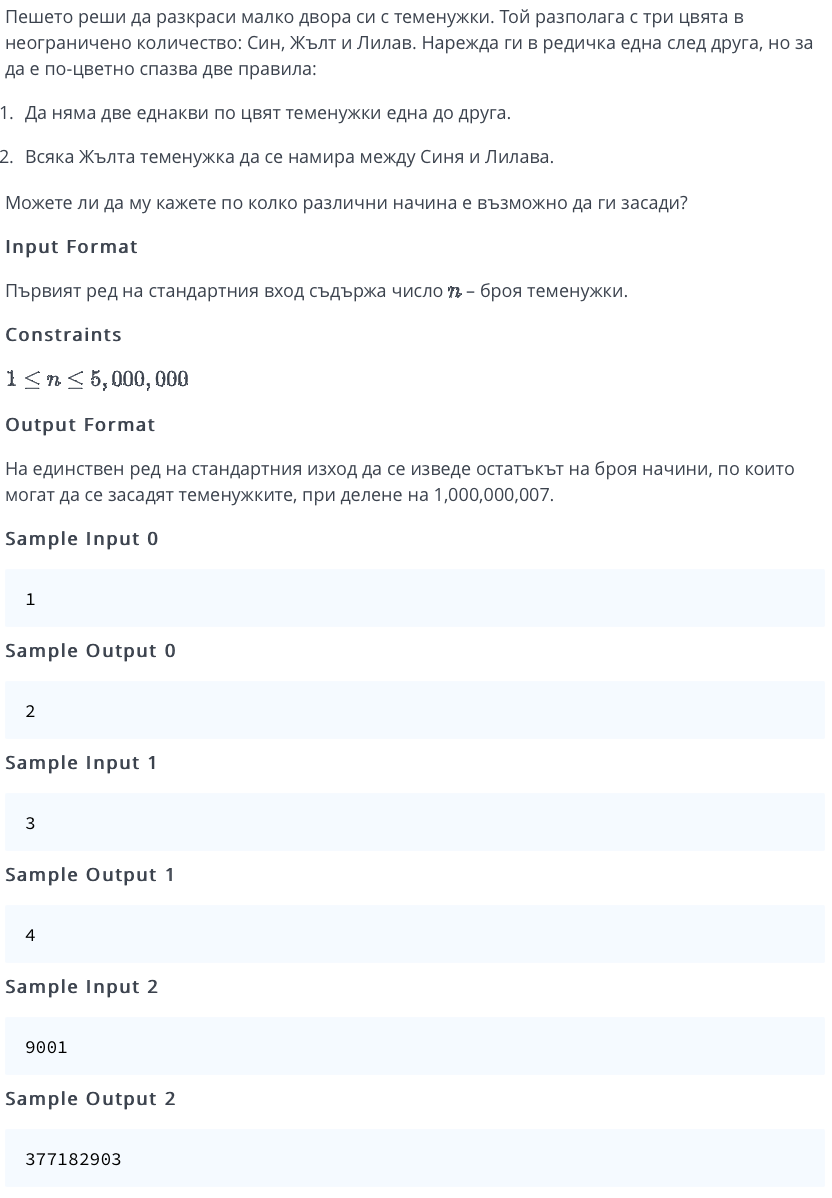 Пешето реши да разкраси малко двора си с теменужки. Той разполага с три цвята в
неограничено количество: Син, Жълт и Лилав. Нарежда ги в редичка една след друга, но за
да е по-цветно спазва две правила:
1. Да няма две еднакви по цвят теменужки една до друга.
2. Всяка Жълта теменужка да се намира между Синя и Лилава.
Можете ли да му кажете по колко различни начина е възможно да ги засади?
Input Format
Първият ред на стандартния вход съдържа число n – броя теменужки.
Constraints
1 ≤ n ≤ 5,000,000
Output Format
На единствен ред на стандартния изход да се изведе остатъкът на броя начини, по които
могат да се засадят теменужките, при делене на 1,000,000,007.
Sample Input 0
1
Sample Output 0
2
Sample Input 1
3
Sample Output 1
4
Sample Input 2
9001
Sample Output 2
377182903